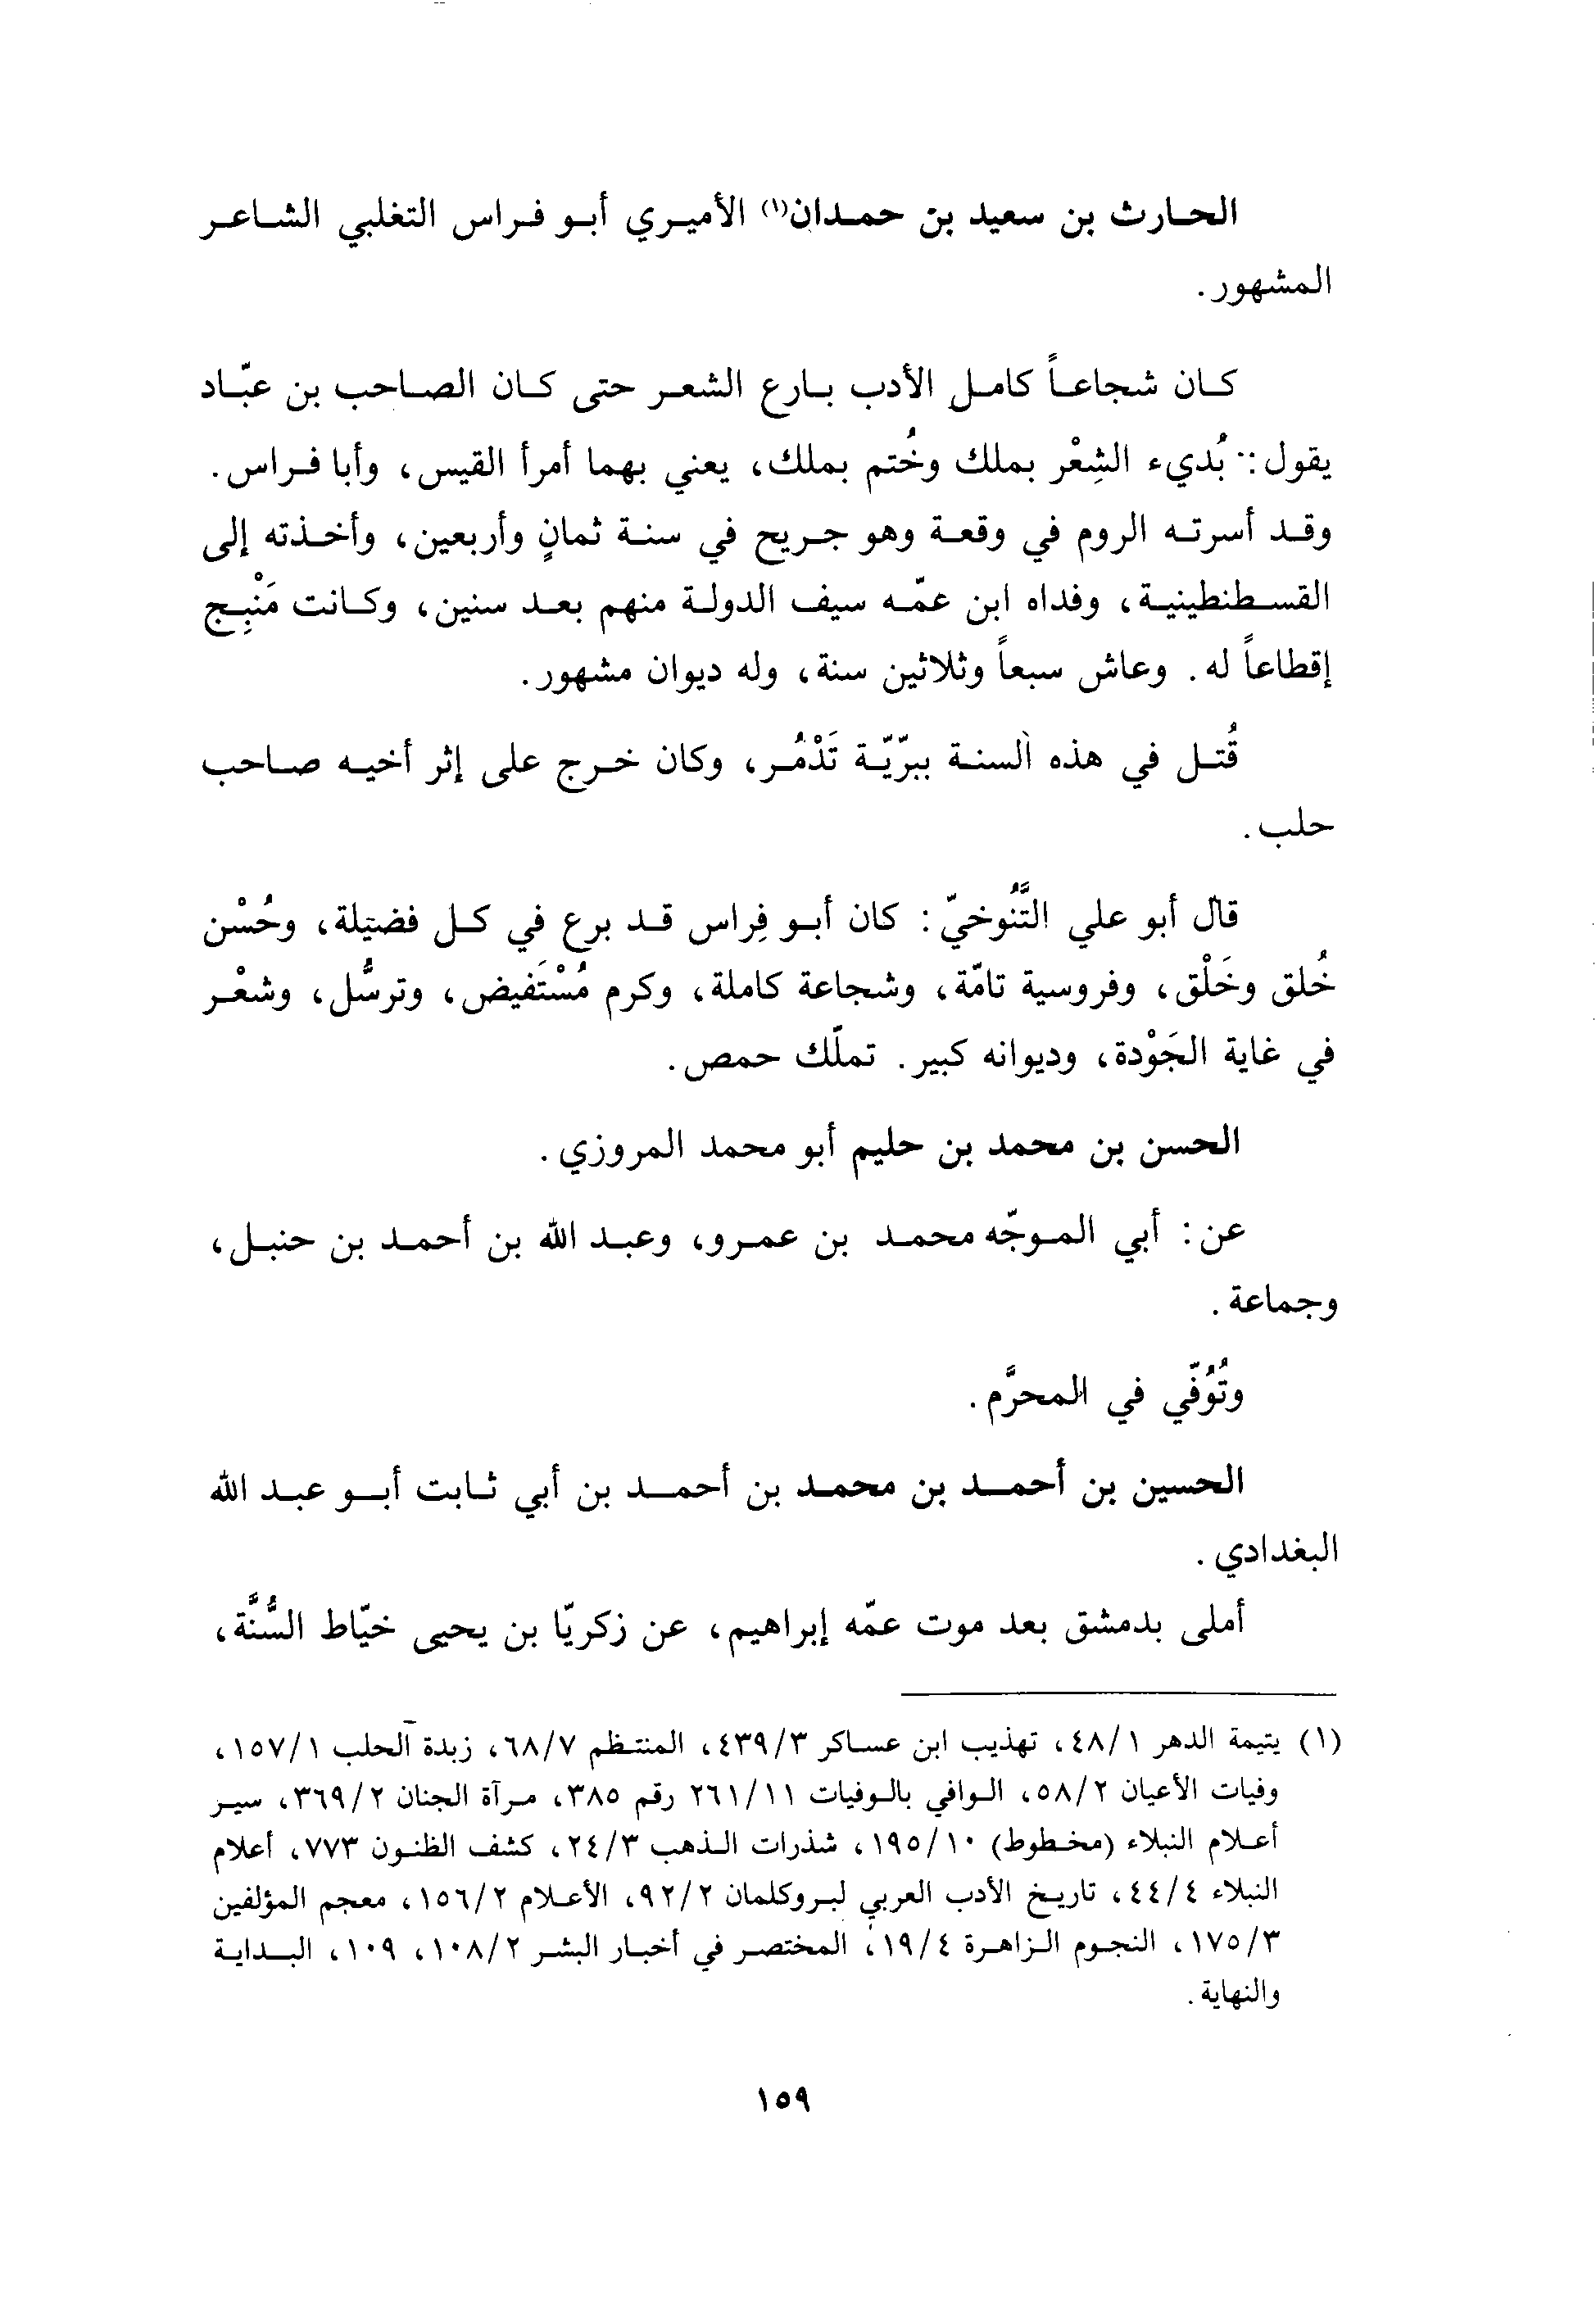 الحارث بن سعيد بن حمدان(١) الأميري أبو فراس التغلبي الشاعر
المشهور.
كان شجاعاً كامل الأدب بارع الشعر حتى كان الصاحب بن عبّاد
يقول: بُديء الشِعْر بملك وخُتم بملك، يعني بهما أمرأ القيس، وأبا فراس.
وقد أسرته الروم في وقعة وهو جريح في سنة ثمانٍ وأربعين، وأخذته إلى
القسطنطينية، وفداه ابن عمّه سيف الدولة منهم بعد سنين، وكانت مَنْبِج
إقطاعاً له. وعاش سبعاً وثلاثين سنة، وله ديوان مشهور.
قُتل في هذه السنة ببرّيّة تَدْمُر، وكان خرج على إثر أخيه صاحب
حلب.
قال أبو علي التَّنُوخيّ: كان أبو فِراس قد برع في كل فضيلة، وحُسْن
خُلق وخَلْق، وفروسية تامّة، وشجاعة كاملة، وكرم مُسْتَفيض، وترسُّل، وشعْر
في غاية الجَوْدة، وديوانه كبير. تملّك حمص.
الحسن بن محمد بن حليم أبو محمد المروزي.
عن: أبي الموجّه محمد بن عمرو، وعبد الله بن أحمد بن حنبل،
وجماعة.
وتُوُفّي في المحرَّم.
الحسين بن أحمد بن محمد بن أحمد بن أبي ثابت أبو عبد الله
البغدادي.
أملى بدمشق بعد موت عمّه إبراهيم، عن زكريّا بن يحيى خيّاط السُّنَّة،
(١) يتيمة الدهر ٤٨/١، تهذيب ابن عساكر ٤٣٩/٣، المنتظم ٦٨/٧، زبدة الحلب ١٥٧/١،
وفيات الأعيان ٥٨/٢، الوافي بالوفيات ٢٦١/١١ رقم ٣٨٥، مرآة الجنان ٣٦٩/٢، سير
أعلام النبلاء (مخطوط) ١٩٥/١٠، شذرات الذهب ٢٤/٣، كشف الظنون ٧٧٣، أعلام
النبلاء ٤٤/٤، تاريخ الأدب العربي لبروكلمان ٩٢/٢، الأعلام ١٥٦/٢، معجم المؤلفين
١٧٥/٣، النجوم الزاهرة ١٩/٤، المختصر في أخبار البشر ١٠٨/٢، ١٠٩، البداية
والنهاية.
١٥٩